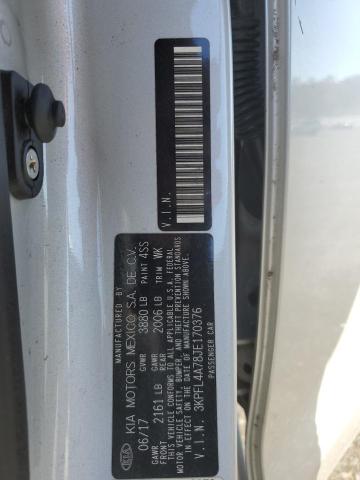 MANUFACTURED BY
KIA KIA MOTORS MEXICO S.A. DE C.V.
06/17 GVWR 3880 LB PAINT 4SS
GAWR FRONT 2161 LB GAWR REAR 2006 LB TRIM WK
THIS VEHICLE CONFORMS TO ALL APPLICABLE U.S.A. FEDERAL
MOTOR VEHICLE SAFETY, BUMPER, AND THEFT PREVENTION STANDARDS
IN EFFECT ON THE DATE OF MANUFACTURE SHOWN ABOVE.
V.I.N. 3KPFL4A78JE170376
PASSENGER CAR
V.I.N.